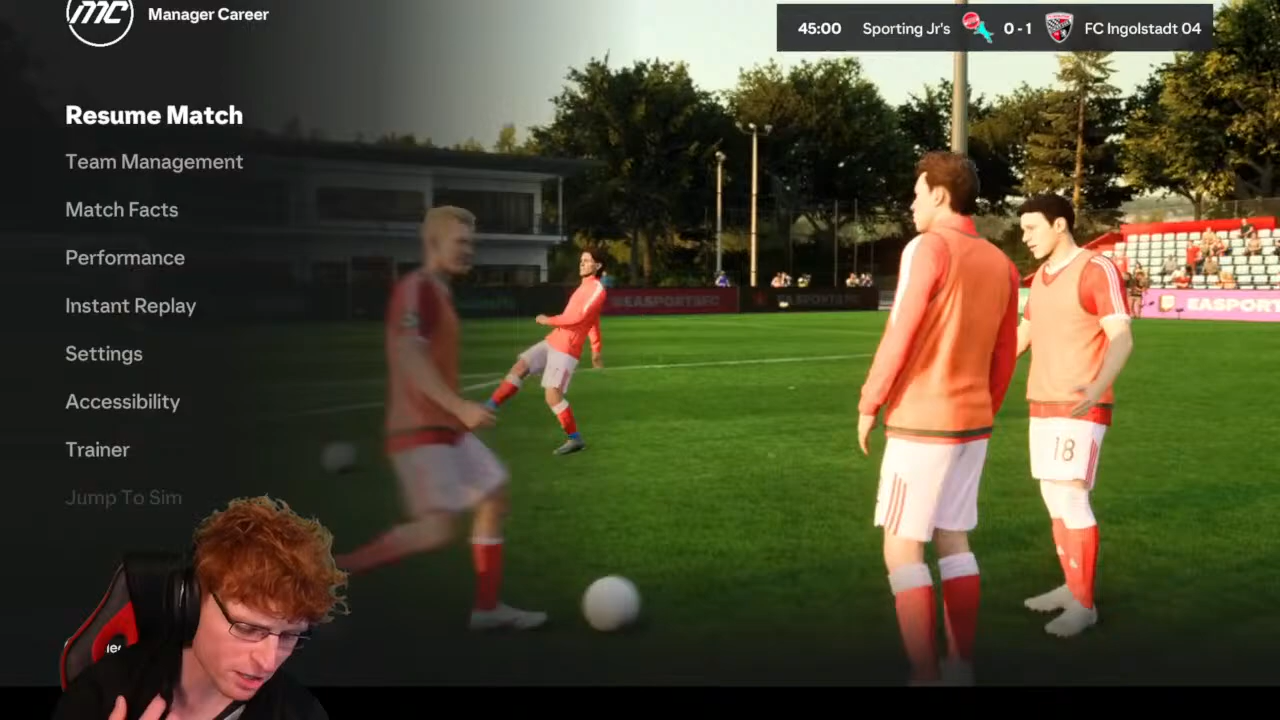 MC Manager Career
45:00 Sporting Jr's 0 - 1 FC Ingolstadt 04
Resume Match
Team Management
Match Facts
Performance
Instant Replay
Settings
Accessibility
Trainer
Jump To Sim
EASPORTSFC
EASPORTSFC
EASPORT
18